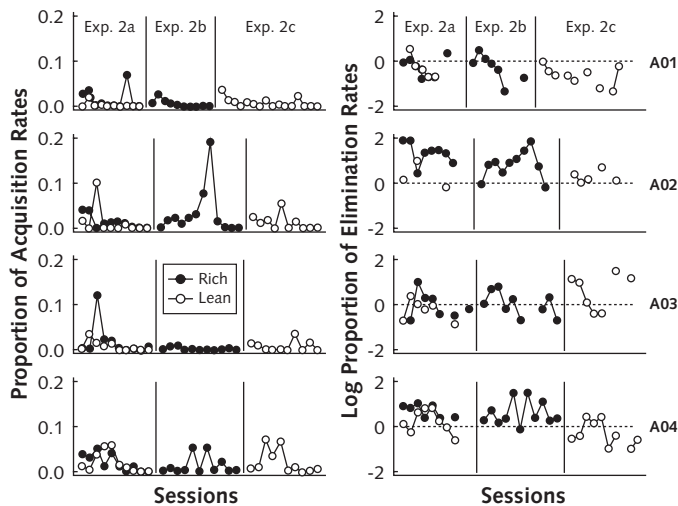 Exp. 2a Exp. 2b Exp. 2c Exp. 2a Exp. 2b Exp. 2c
0.2 2
0.1 0 A01
0.0 -2
0.2 2
0.1 0 A02
0.0 -2
0.2 2
Rich
0.1 0 A03
Lean
0.0 -2
0.2 2
0.1 0 A04
0.0 -2
Proportion of Acquisition Rates
Log Proportion of Elimination Rates
Sessions Sessions